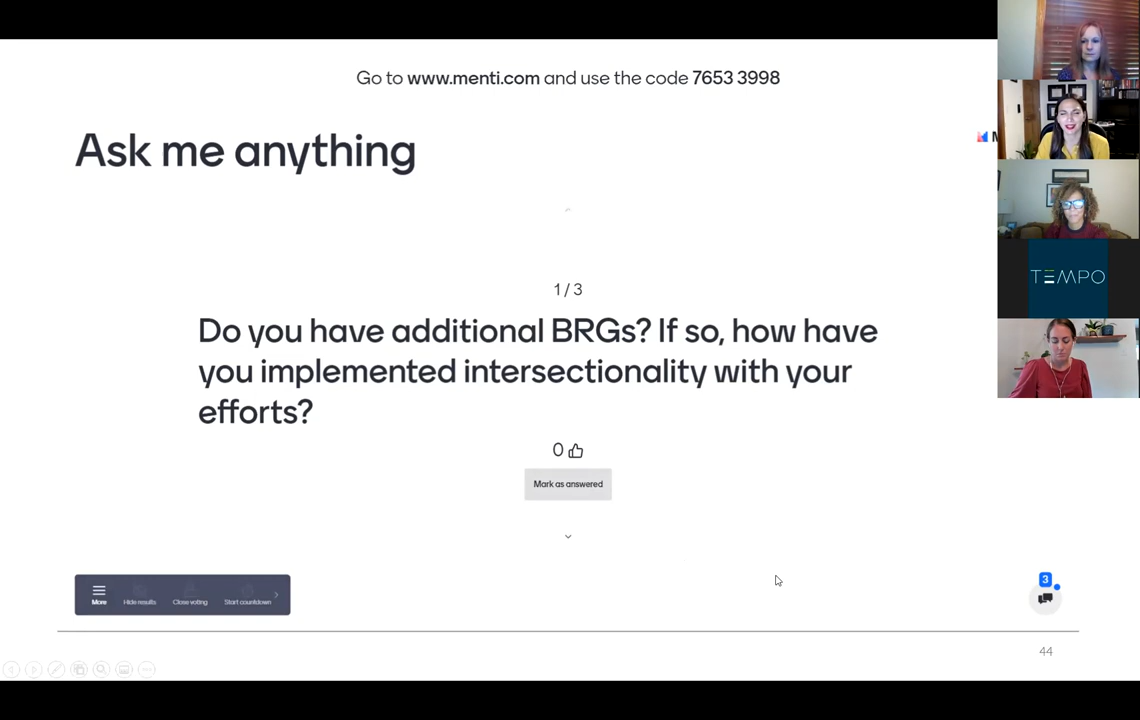 Go to www.menti.com and use the code 7653 3998
Ask me anything
M
1 / 3
Do you have additional BRGs? If so, how have
you implemented intersectionality with your
efforts?
0
Mark as answered
TEMPO
More
Hide results
Close voting
Start countdown
3
44